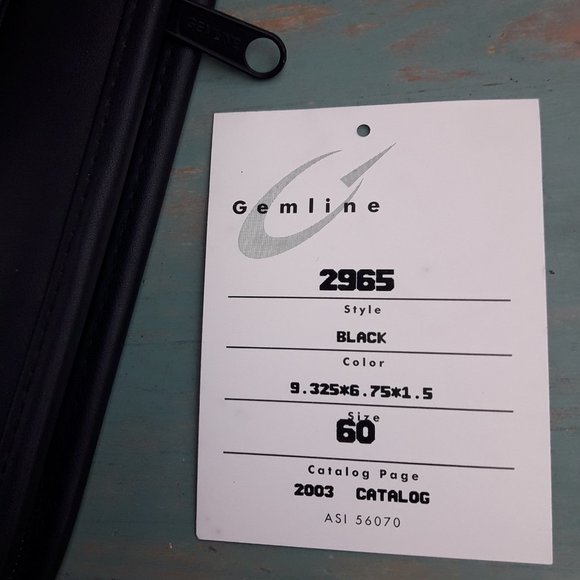 GEMLINE
Gemline
2965
Style
BLACK
Color
9.325*6.75*1.5
Size
60
Catalog Page
2003 CATALOG
ASI 56070